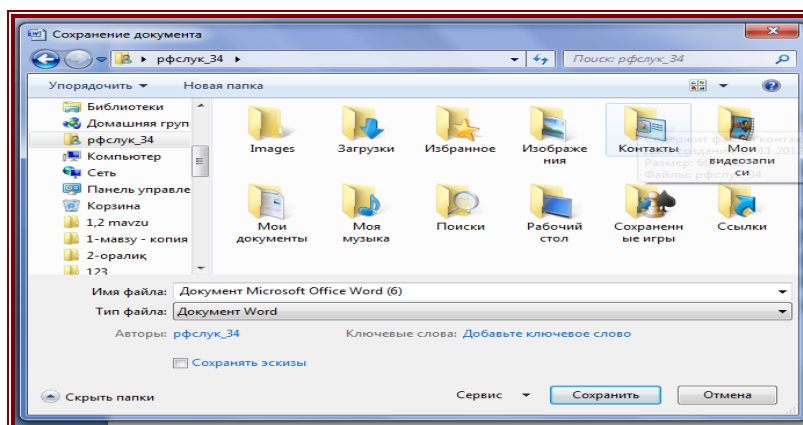 Сохранение документа
рфслук_34
Поиск: рфслук_34
Упорядочить
Новая папка
Библиотеки
Домашняя груп
рфслук_34
Компьютер
Сеть
Панель управле
Корзина
1,2 mavzu
1-мавзу - копия
2-оралиқ
123
Images
Загрузки
Избранное
Изображе
ния
Контакты
Мои
видеозапи
си
Мои
документы
Моя
музыка
Поиски
Рабочий
стол
Сохраненн
ые игры
Ссылки
Имя файла: Документ Microsoft Office Word (6)
Тип файла: Документ Word
Авторы: рфслук_34
Ключевые слова: Добавьте ключевое слово
Сохранять эскизы
Скрыть папки
Сервис
Сохранить
Отмена